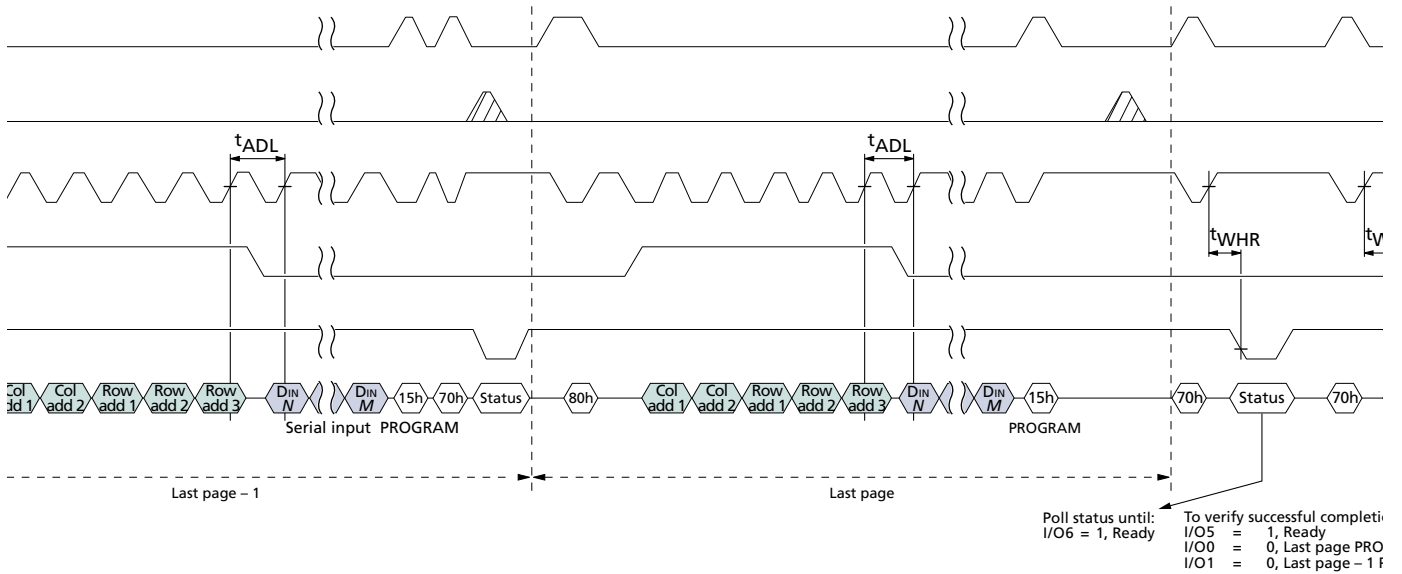 tADL
tADL
tWHR
Col add 2
Row add 1
Row add 2
Row add 3
DIN N
DIN M
15h
70h
Status
80h
Col add 1
Col add 2
Row add 1
Row add 2
Row add 3
DIN N
DIN M
15h
70h
Status
70h
Serial input PROGRAM
PROGRAM
Last page – 1
Last page
Poll status until:
I/O6 = 1, Ready
To verify successful
I/O5 = 1, Ready
I/O0 = 0, Last page
I/O1 = 0, Last page – 1